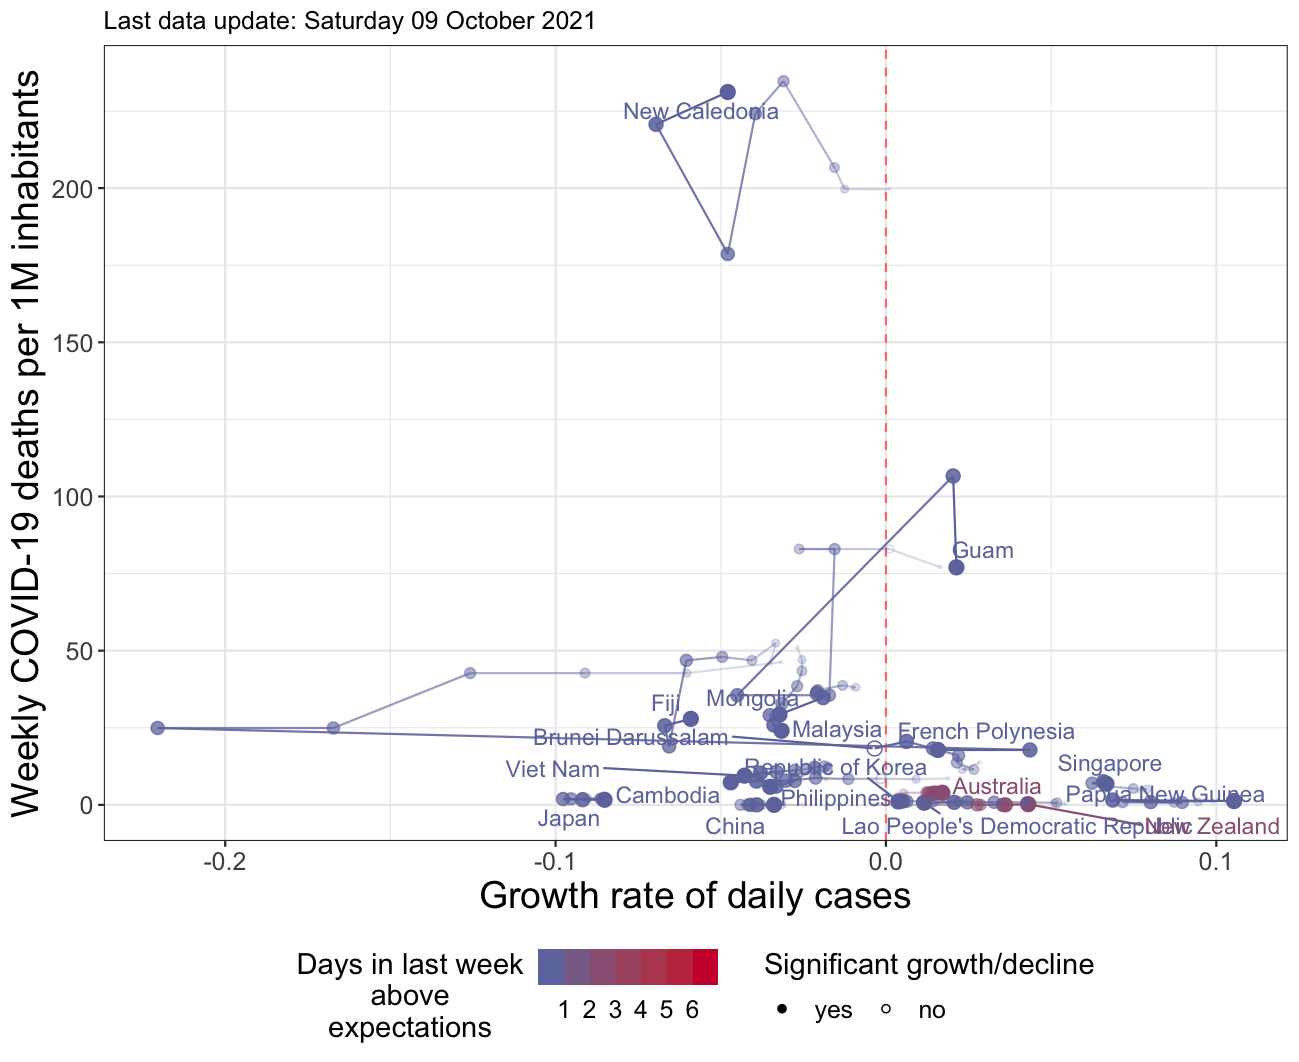 Last data update: Saturday 09 October 2021
Weekly COVID-19 deaths per 1M inhabitants
200
150
100
50
0
New Caledonia
Guam
Fiji
Mongolia
Malaysia
French Polynesia
Brunei Darussalam
Viet Nam
Republic of Korea
Singapore
Cambodia
Philippines
Australia
Papua New Guinea
Japan
China
Lao People's Democratic Republic
New Zealand
-0.2
-0.1
0.0
0.1
Growth rate of daily cases
Days in last week
above
expectations
1 2 3 4 5 6
Significant growth/decline
yes
no